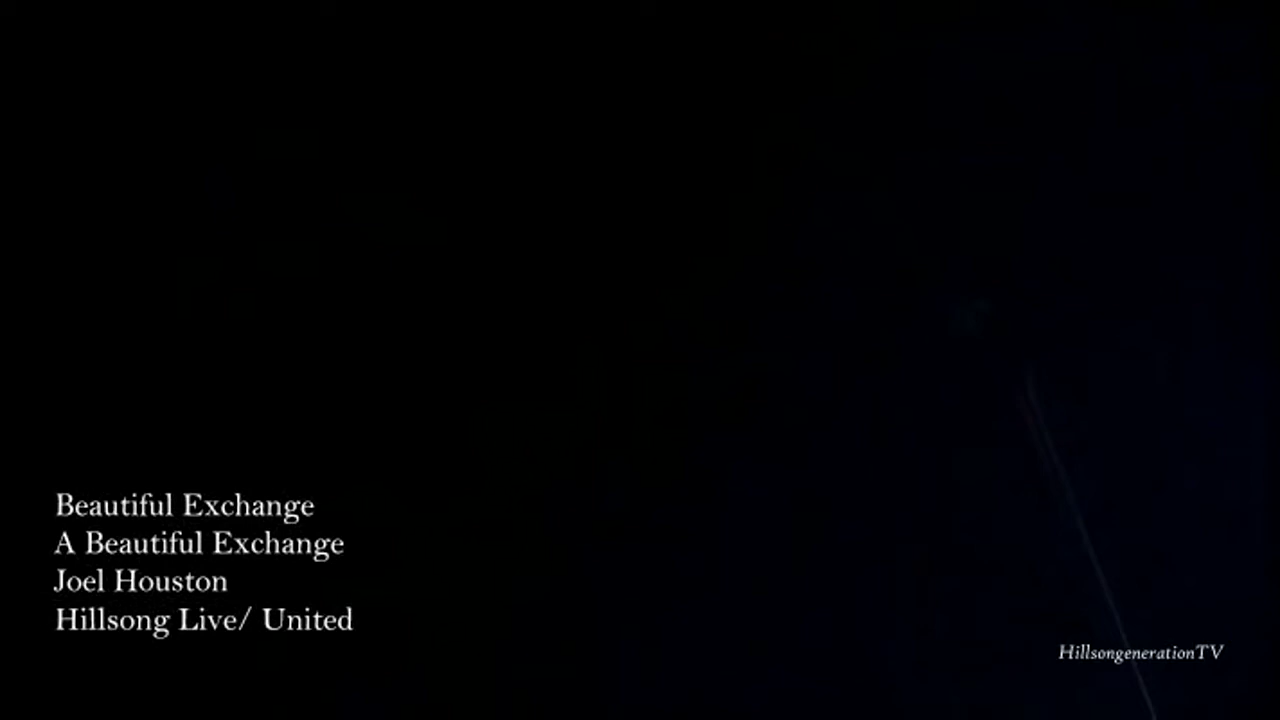 Beautiful Exchange
A Beautiful Exchange
Joel Houston
Hillsong Live/ United
HillsongenerationTV